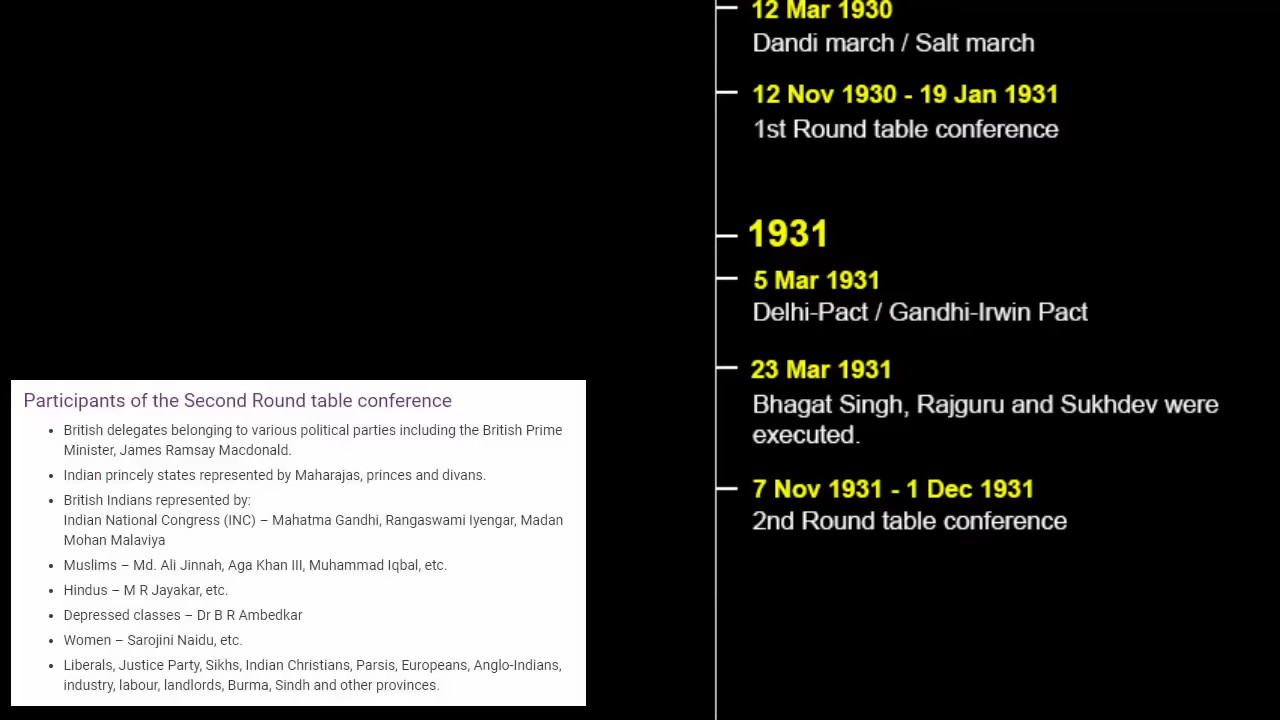 12 Mar 1930
Dandi march / Salt march
12 Nov 1930 - 19 Jan 1931
1st Round table conference
1931
5 Mar 1931
Delhi-Pact / Gandhi-Irwin Pact
23 Mar 1931
Bhagat Singh, Rajguru and Sukhdev were
executed.
7 Nov 1931 - 1 Dec 1931
2nd Round table conference
Participants of the Second Round table conference
• British delegates belonging to various political parties including the British Prime
Minister, James Ramsay Macdonald.
• Indian princely states represented by Maharajas, princes and divans.
• British Indians represented by:
Indian National Congress (INC) – Mahatma Gandhi, Rangaswami Iyengar, Madan
Mohan Malaviya
• Muslims – Md. Ali Jinnah, Aga Khan III, Muhammad Iqbal, etc.
• Hindus – M R Jayakar, etc.
• Depressed classes – Dr B R Ambedkar
• Women – Sarojini Naidu, etc.
• Liberals, Justice Party, Sikhs, Indian Christians, Parsis, Europeans, Anglo-Indians,
industry, labour, landlords, Burma, Sindh and other provinces.